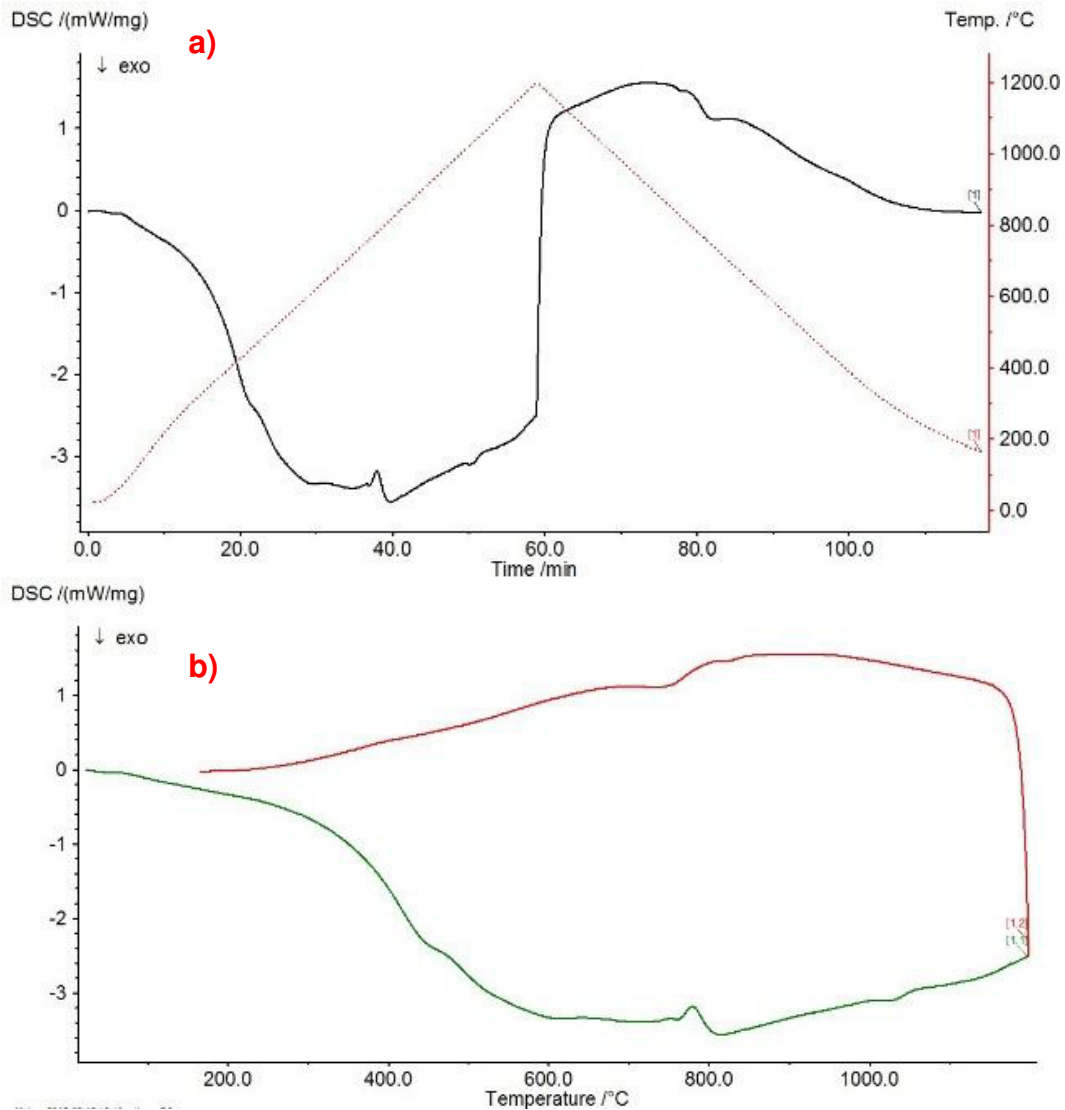 DSC /(mW/mg)
Temp. /°C
a)
↓ exo
1200.0
1
1000.0
[1]
0
800.0
-1
600.0
-2
400.0
[1]
200.0
-3
0.0
0.0 20.0 40.0 60.0 80.0 100.0
Time /min
DSC /(mW/mg)
↓ exo
b)
1
0
-1
-2
[1.2]
[1.1]
-3
200.0 400.0 600.0 800.0 1000.0
Temperature /°C